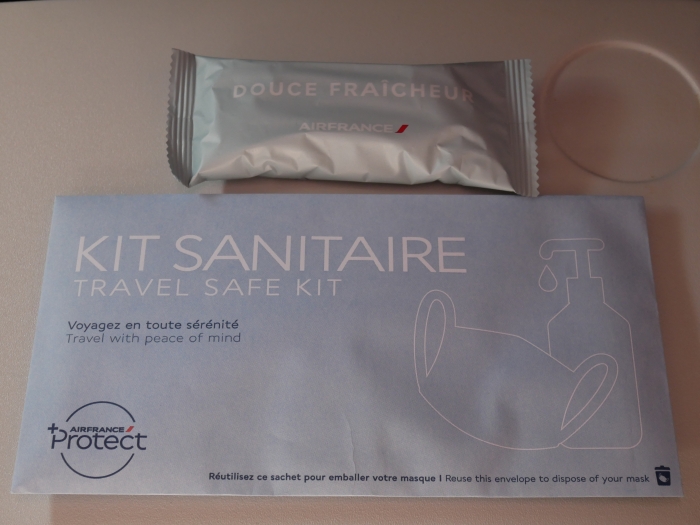 DOUCE FRAÎCHEUR
AIRFRANCE
KIT SANITAIRE
TRAVEL SAFE KIT
Voyagez en toute sérénité
Travel with peace of mind
AIRFRANCE
+Protect
Réutilisez ce sachet pour emballer votre masque I Reuse this envelope to dispose of your mask